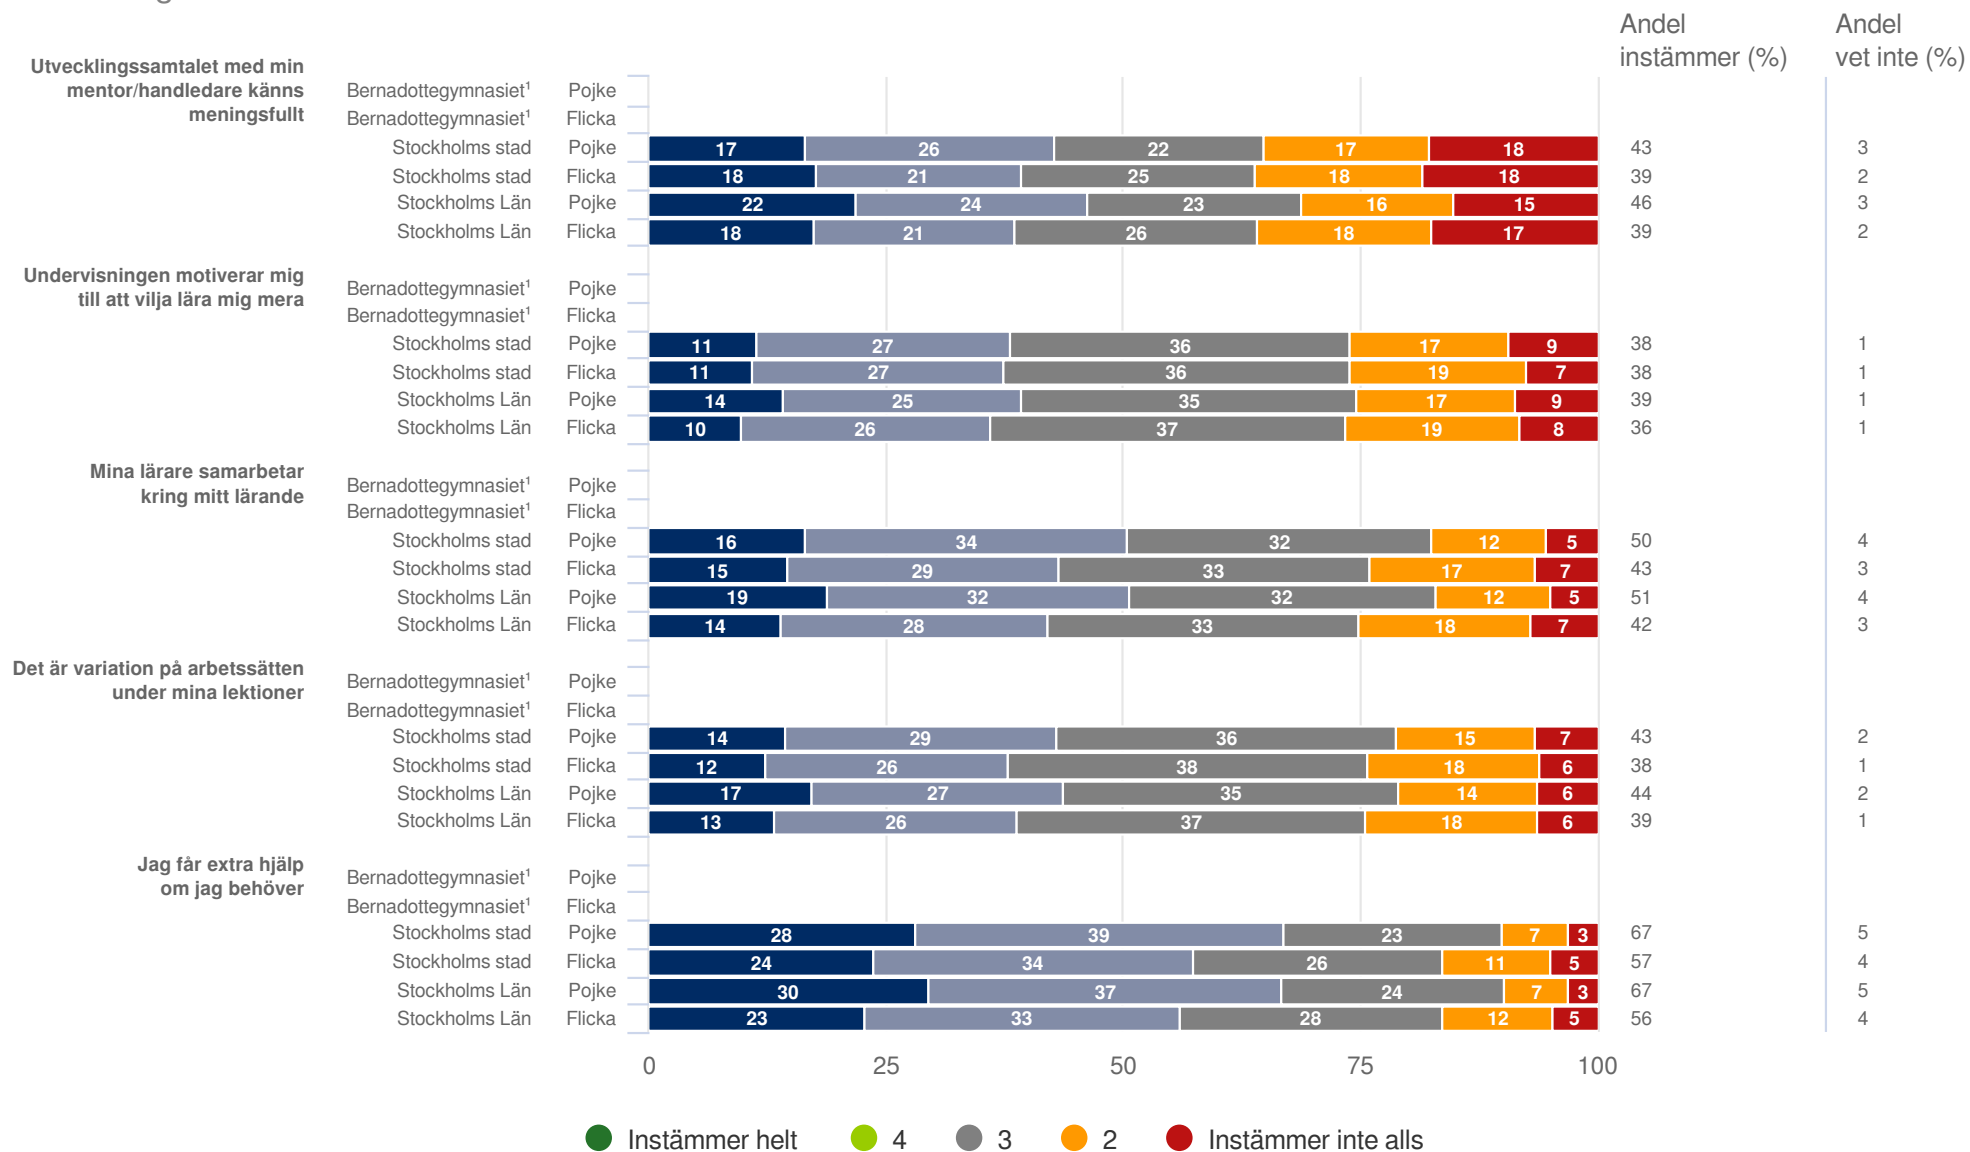 Andel
instämmer (%)
Andel
vet inte (%)
Utvecklingssamtalet med min
mentor/handledare känns
meningsfullt
Bernadottegymnasiet¹ Pojke
Bernadottegymnasiet¹ Flicka
Stockholms stad Pojke 17 26 22 17 18 43 3
Stockholms stad Flicka 18 21 25 18 18 39 2
Stockholms Län Pojke 22 24 23 16 15 46 3
Stockholms Län Flicka 18 21 26 18 17 39 2
Undervisningen motiverar mig
till att vilja lära mig mera
Bernadottegymnasiet¹ Pojke
Bernadottegymnasiet¹ Flicka
Stockholms stad Pojke 11 27 36 17 9 38 1
Stockholms stad Flicka 11 27 36 19 7 38 1
Stockholms Län Pojke 14 25 35 17 9 39 1
Stockholms Län Flicka 10 26 37 19 8 36 1
Mina lärare samarbetar
kring mitt lärande
Bernadottegymnasiet¹ Pojke
Bernadottegymnasiet¹ Flicka
Stockholms stad Pojke 16 34 32 12 5 50 4
Stockholms stad Flicka 15 29 33 17 7 43 3
Stockholms Län Pojke 19 32 32 12 5 51 4
Stockholms Län Flicka 14 28 33 18 7 42 3
Det är variation på arbetssätten
under mina lektioner
Bernadottegymnasiet¹ Pojke
Bernadottegymnasiet¹ Flicka
Stockholms stad Pojke 14 29 36 15 7 43 2
Stockholms stad Flicka 12 26 38 18 6 38 1
Stockholms Län Pojke 17 27 35 14 6 44 2
Stockholms Län Flicka 13 26 37 18 6 39 1
Jag får extra hjälp
om jag behöver
Bernadottegymnasiet¹ Pojke
Bernadottegymnasiet¹ Flicka
Stockholms stad Pojke 28 39 23 7 3 67 5
Stockholms stad Flicka 24 34 26 11 5 57 4
Stockholms Län Pojke 30 37 24 7 3 67 5
Stockholms Län Flicka 23 33 28 12 5 56 4
0 25 50 75 100
Instämmer helt 4 3 2 Instämmer inte alls